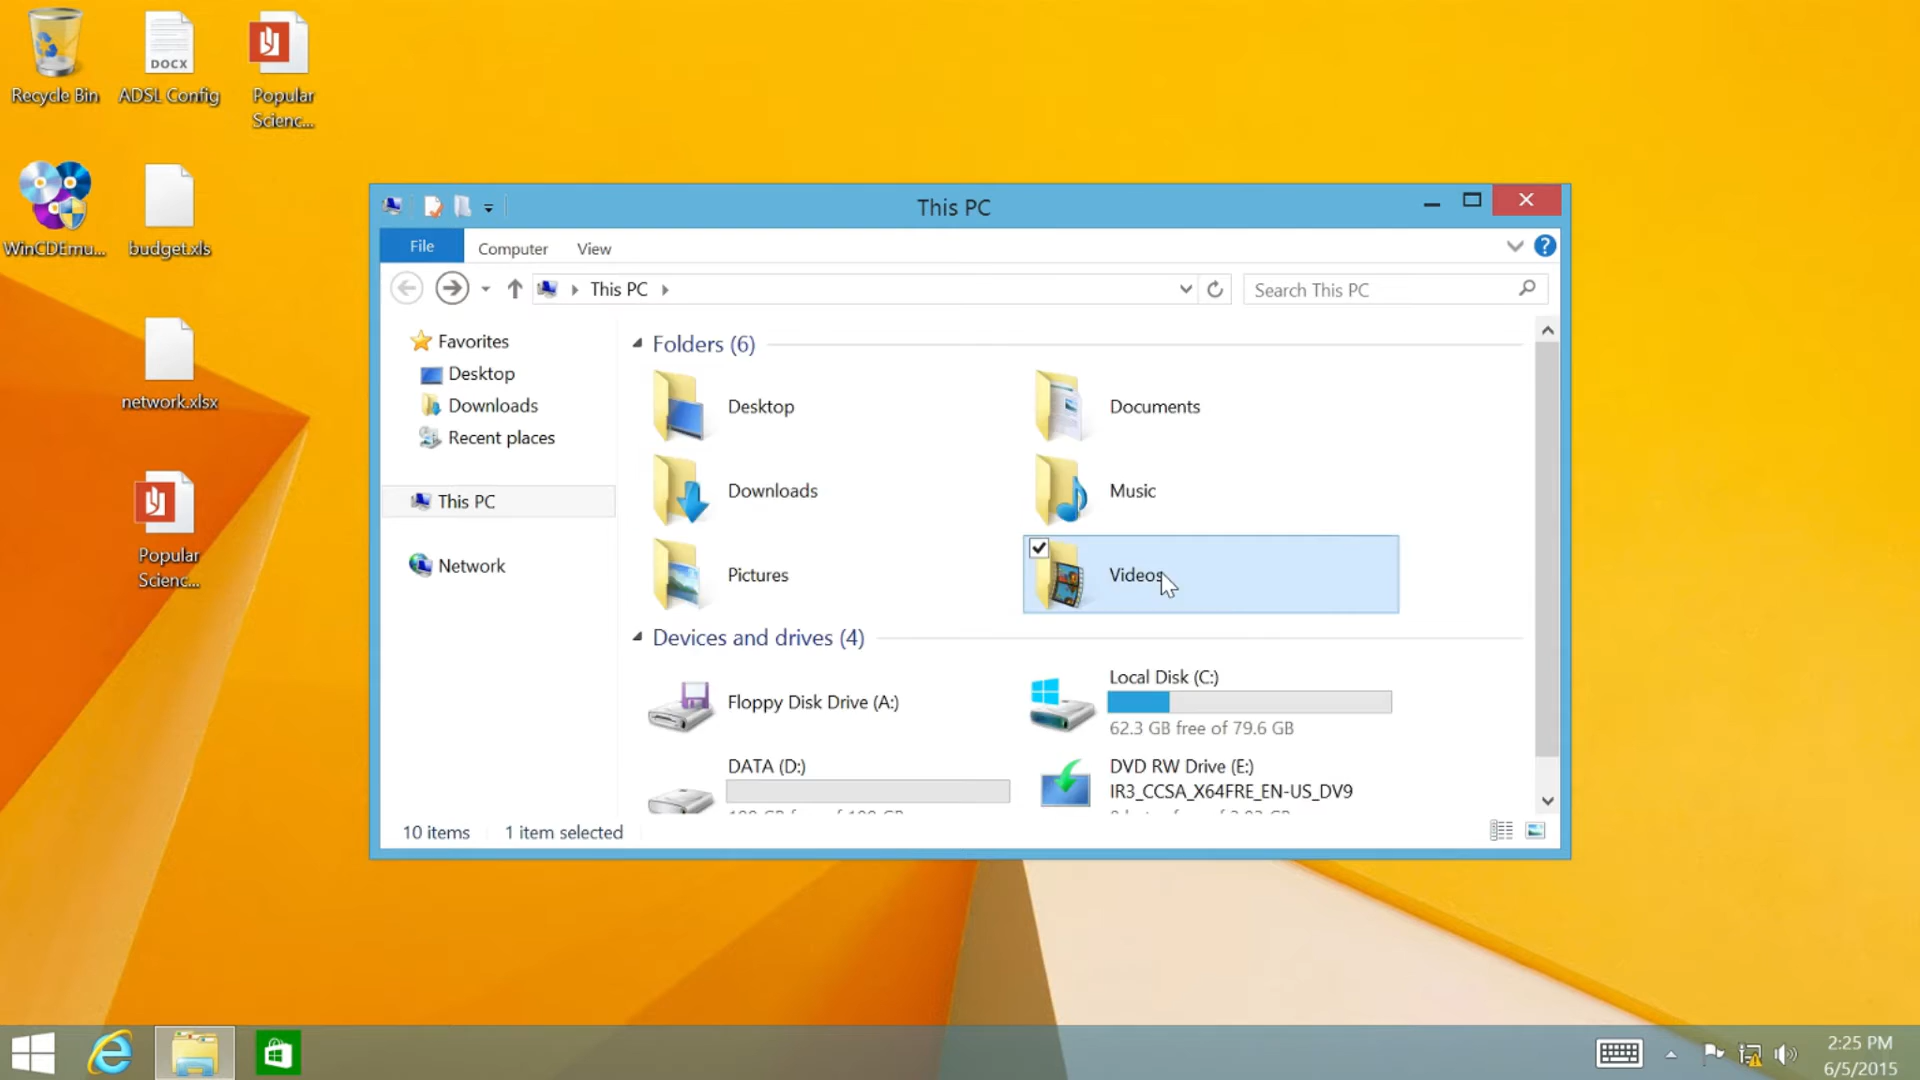 Recycle Bin
DOCX
ADSL Config
Popular
Scienc...
WinCDEmu...
budget.xls
network.xlsx
Popular
Scienc...
This PC
File
Computer
View
This PC
Search This PC
Favorites
Desktop
Downloads
Recent places
This PC
Network
Folders (6)
Desktop
Documents
Downloads
Music
Pictures
Videos
Devices and drives (4)
Floppy Disk Drive (A:)
Local Disk (C:)
62.3 GB free of 79.6 GB
DATA (D:)
DVD RW Drive (E:)
IR3_CCSA_X64FRE_EN-US_DV9
10 items
1 item selected
2:25 PM
6/5/2015